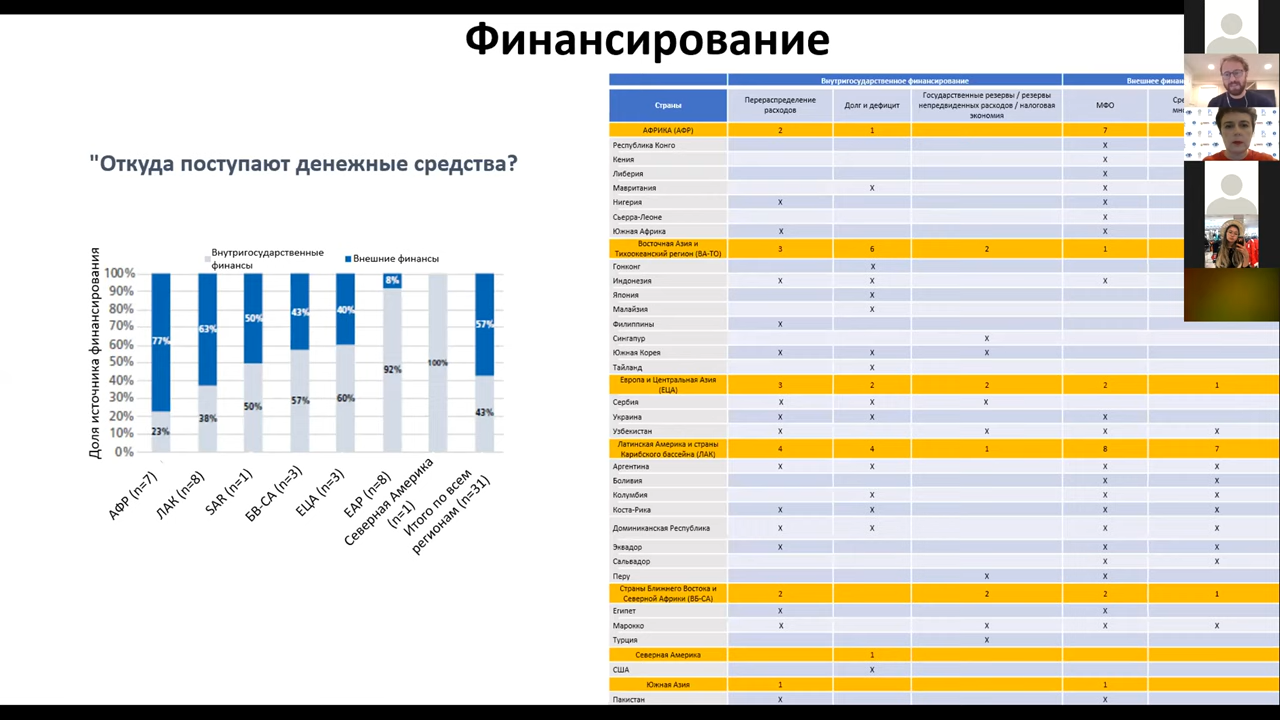 Финансирование
"Откуда поступают денежные средства?
Внутригосударственные
финансы
Внешние финансы
Доля источника финансирования
100%
90%
80%
70%
60%
50%
40%
30%
20%
10%
0%
77% 63% 50% 43% 40% 8% 57%
23% 38% 50% 57% 60% 92% 100% 43%
АФР (n=7)
ЛАК (n=8)
SAR (n=1)
БВ-СА (n=3)
ЕЦА (n=3)
EAP (n=8)
Северная Америка
(n=1)
Итого по всем
регионам (n=31)
Внутригосударственное финансирование
Страны
Перераспределение
расходов
Долг и дефицит
Государственные резервы / резервы
непредвиденных расходов / налоговая
экономия
Внешнее
МФО
АФРИКА (АФР) 2 1 7
Республика Конго X
Кения X
Либерия X
Мавритания X X
Нигерия X X
Сьерра-Леоне X
Южная Африка X X
Восточная Азия и
Тихоокеанский регион (ВА-ТО) 3 6 2 1
Гонконг X
Индонезия X X X
Япония X
Малайзия X
Филиппины X
Сингапур X
Южная Корея X X X
Тайланд X
Европа и Центральная Азия
(ЕЦА) 3 2 2 2 1
Сербия X X X
Украина X X X
Узбекистан X X X X
Латинская Америка и страны
Карибского бассейна (ЛАК) 4 4 1 8 7
Аргентина X X X X
Боливия X X
Колумбия X X X
Коста-Рика X X X X
Доминиканская Республика X X X X
Эквадор X X X
Сальвадор X X
Перу X X
Страны Ближнего Востока и
Северной Африки (ВБ-СА) 2 2 2 1
Египет X X
Марокко X X X X
Турция X
Северная Америка 1
США X
Южная Азия 1 1
Пакистан X X